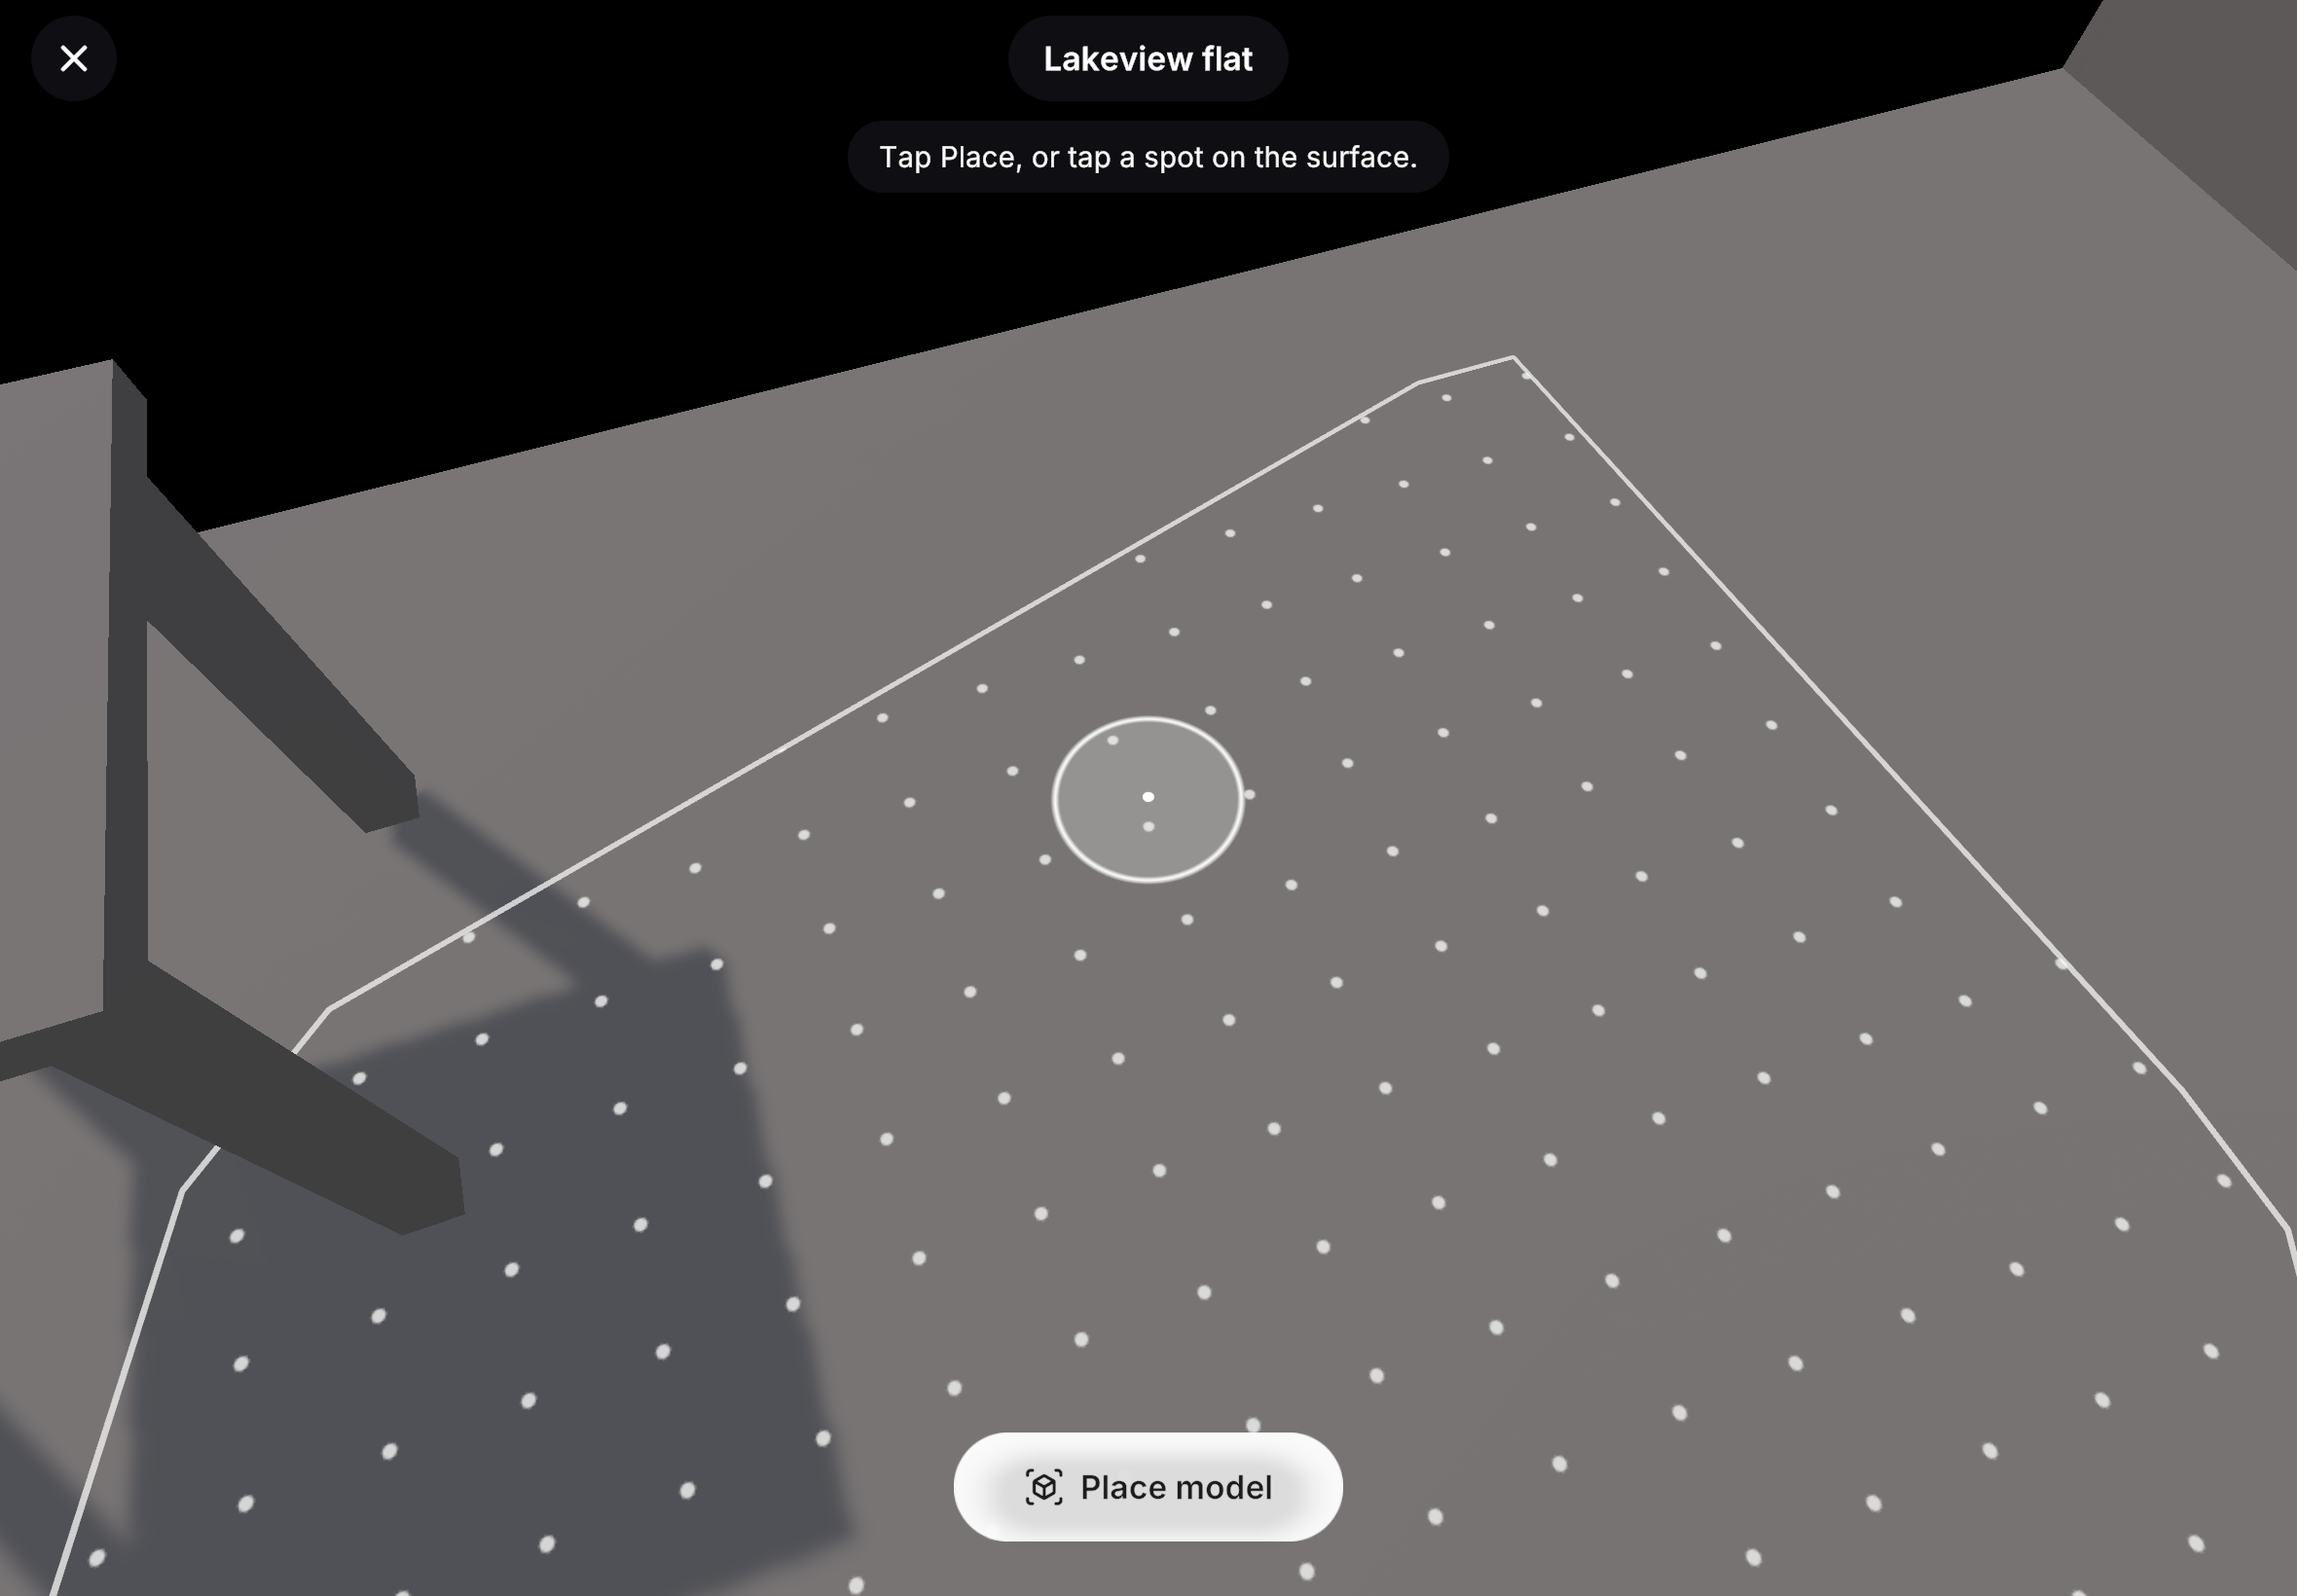 Lakeview flat
Tap Place, or tap a spot on the surface.
Place model